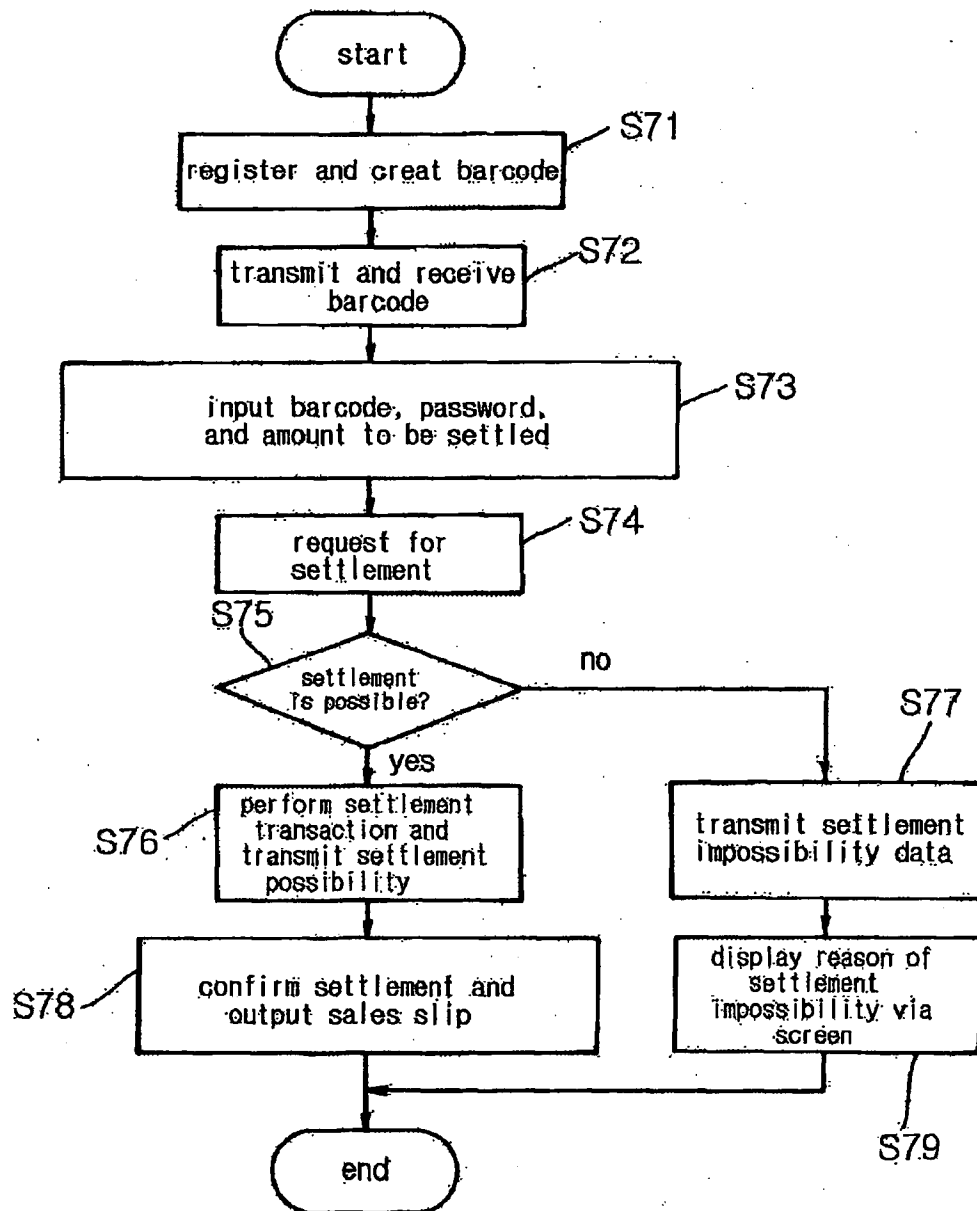 start
S71
register and creat barcode
S72
transmit and receive
barcode
S73
input barcode, password,
and amount to be settled
S74
request for
settlement
S75
settlement
is possible?
no
yes
S76
perform settlement
transaction and
transmit settlement
possibility
S77
transmit settlement
impossibility data
S78
confirm settlement and
output sales slip
display reason of
settlement
impossibility via
screen
S79
end